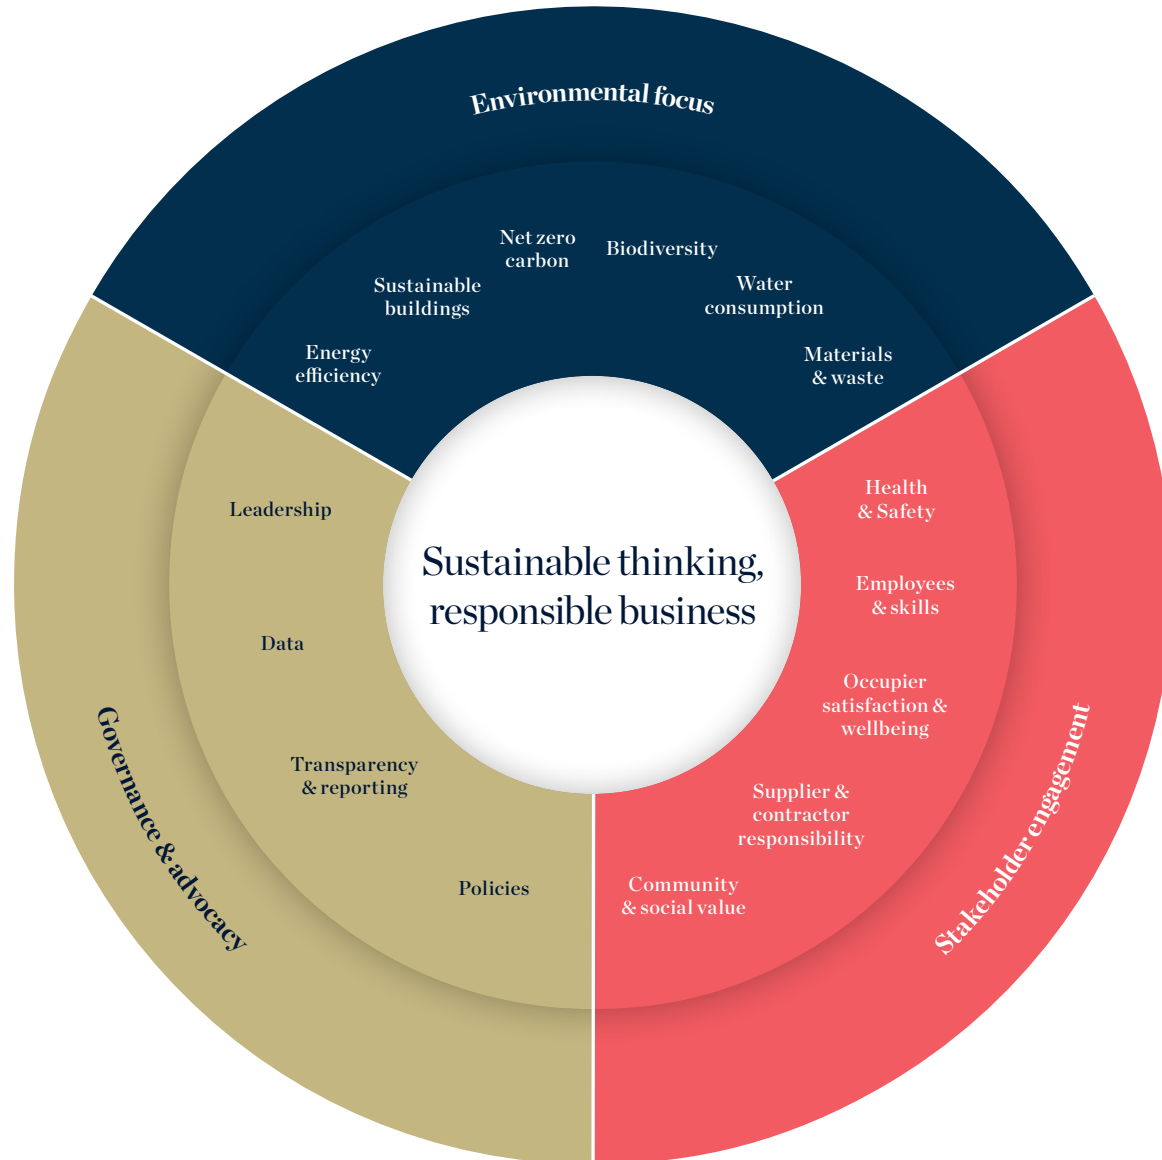 Environmental focus
Net zero
carbon
Biodiversity
Sustainable
buildings
Water
consumption
Energy
efficiency
Materials
& waste
Sustainable thinking,
responsible business
Health
& Safety
Employees
& skills
Occupier
satisfaction &
wellbeing
Supplier &
contractor
responsibility
Community
& social value
Stakeholder engagement
Leadership
Data
Transparency
& reporting
Policies
Governance & advocacy